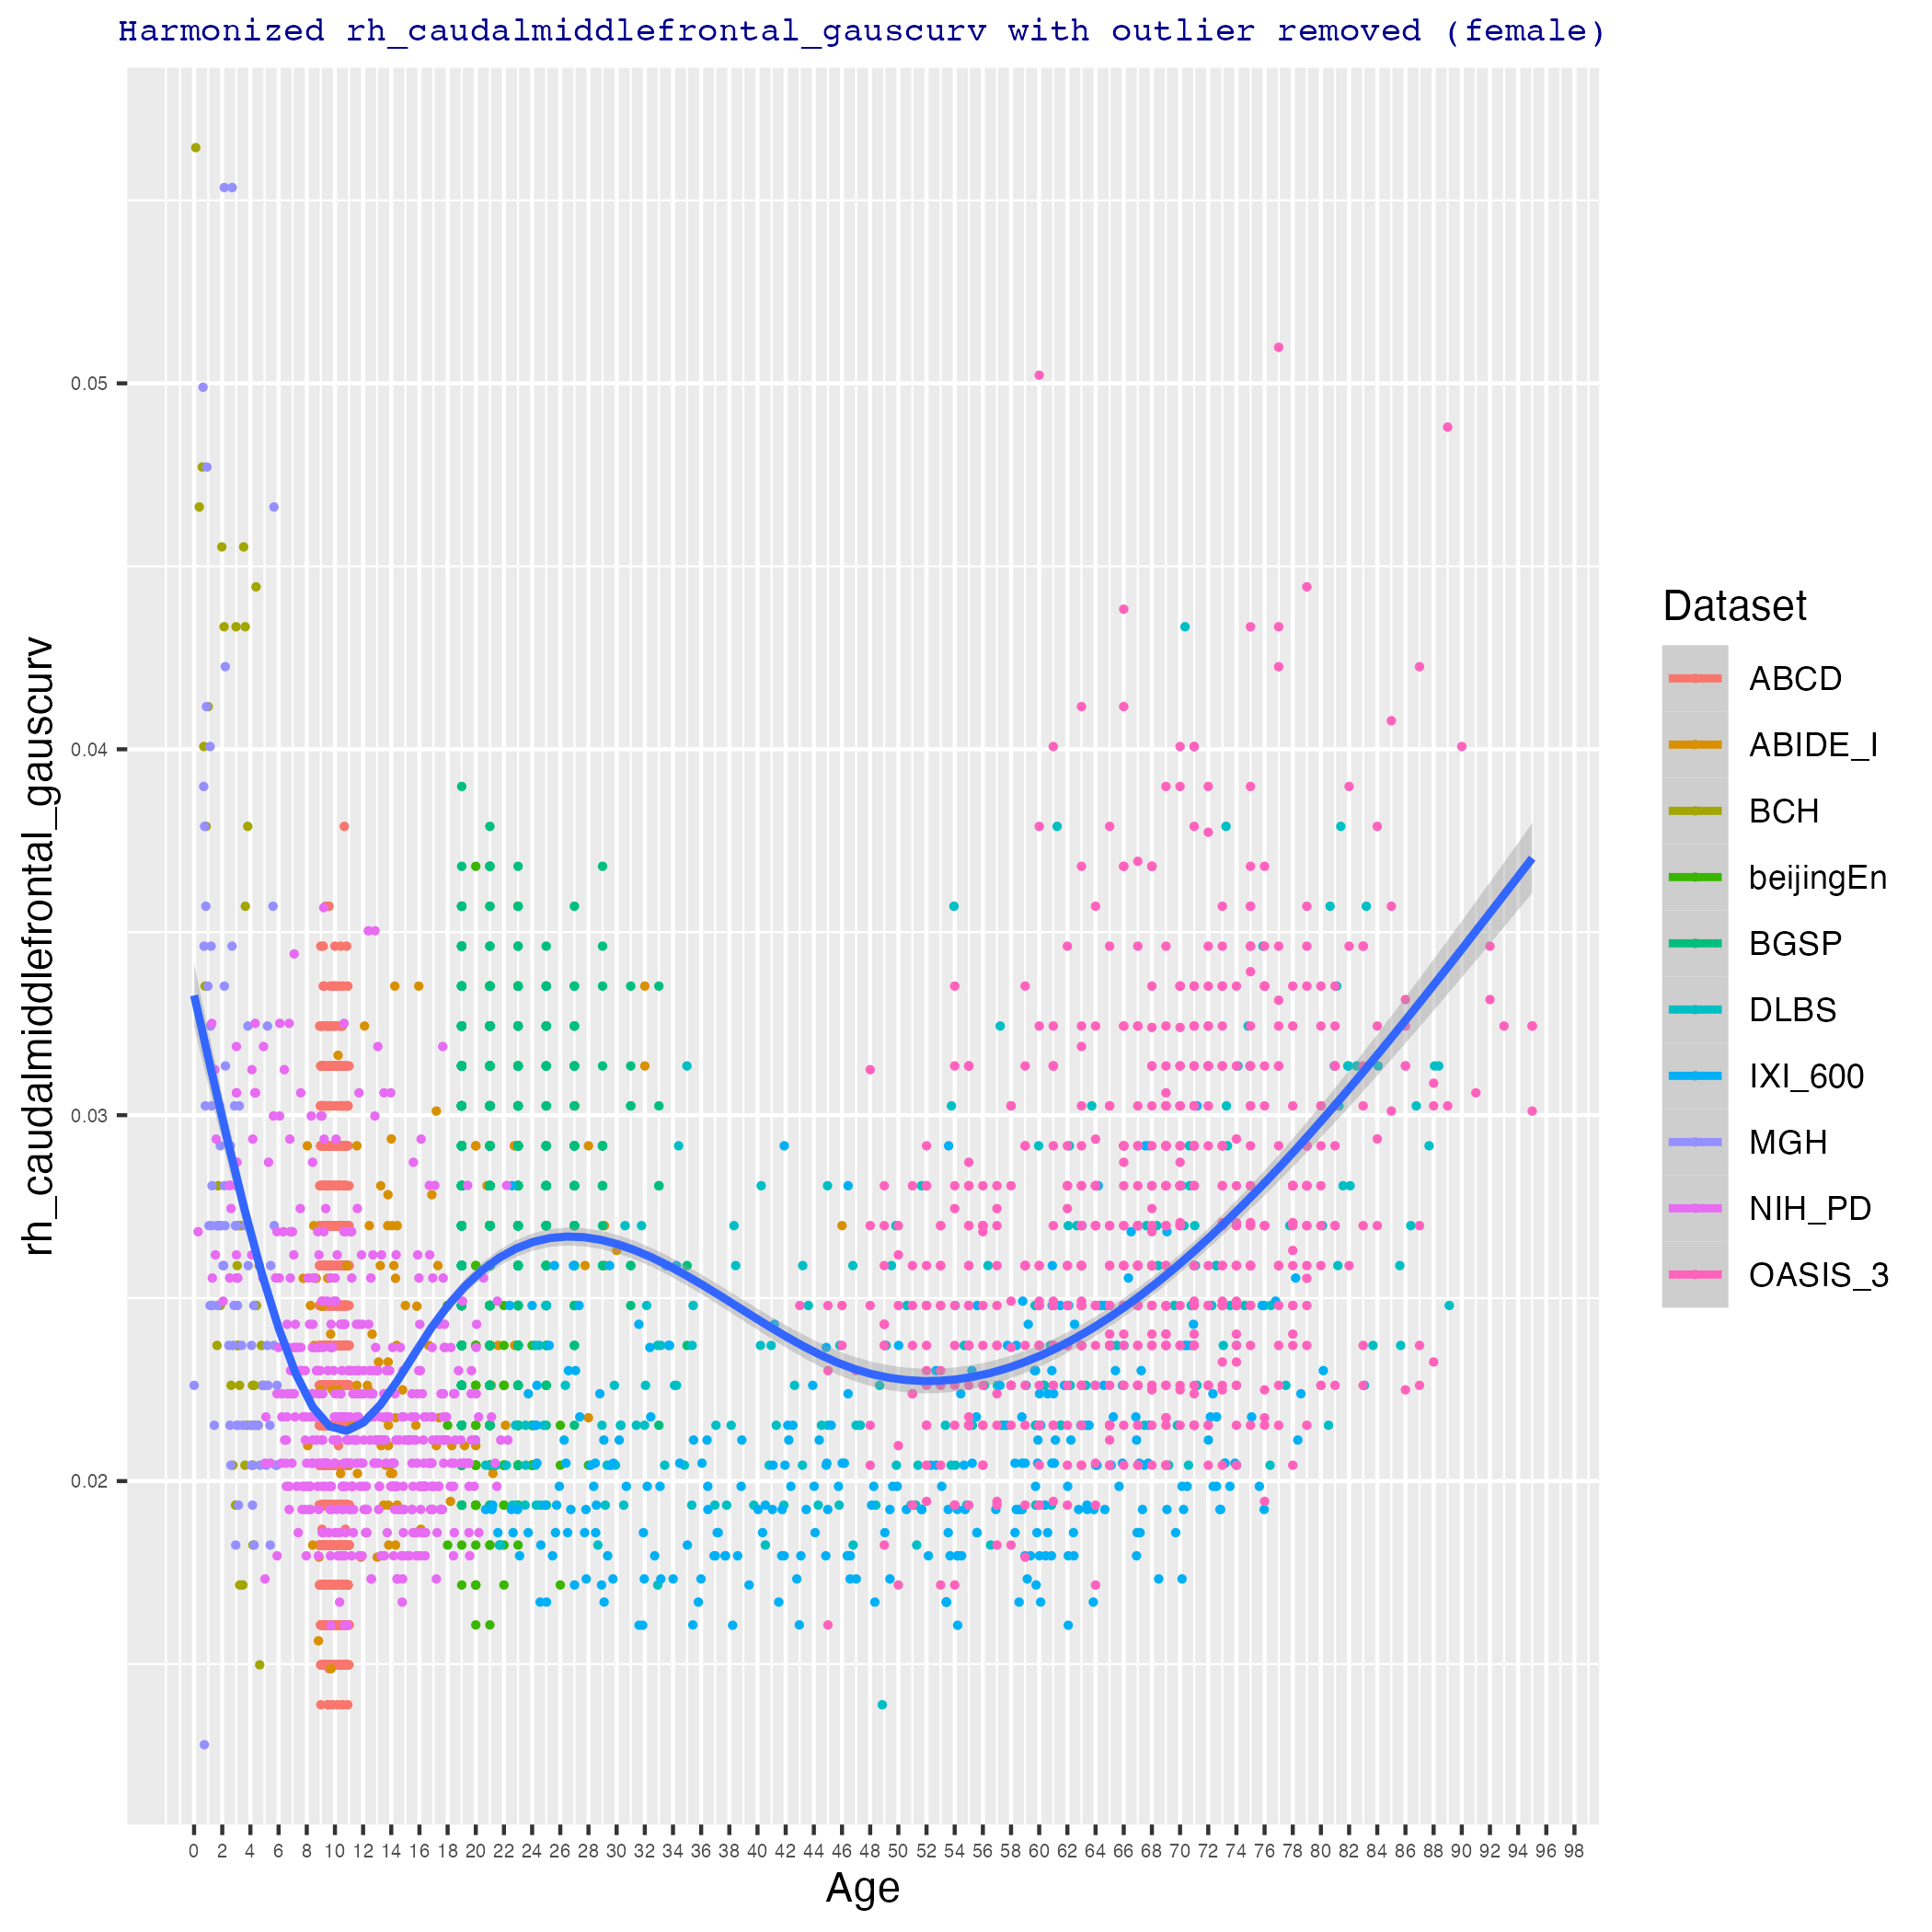 Harmonized rh_caudalmiddlefrontal_gauscurv with outlier removed (female)
rh_caudalmiddlefrontal_gauscurv
0.05
0.04
0.03
0.02
0 2 4 6 8 10 12 14 16 18 20 22 24 26 28 30 32 34 36 38 40 42 44 46 48 50 52 54 56 58 60 62 64 66 68 70 72 74 76 78 80 82 84 86 88 90 92 94 96 98
Age
Dataset
ABCD
ABIDE_I
BCH
beijingEn
BGSP
DLBS
IXI_600
MGH
NIH_PD
OASIS_3